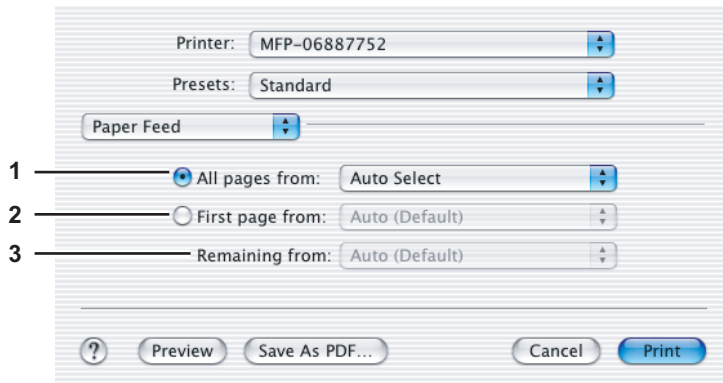 Printer: MFP-06887752
Presets: Standard
Paper Feed
1 All pages from: Auto Select
2 First page from: Auto (Default)
3 Remaining from: Auto (Default)
? Preview Save As PDF... Cancel Print